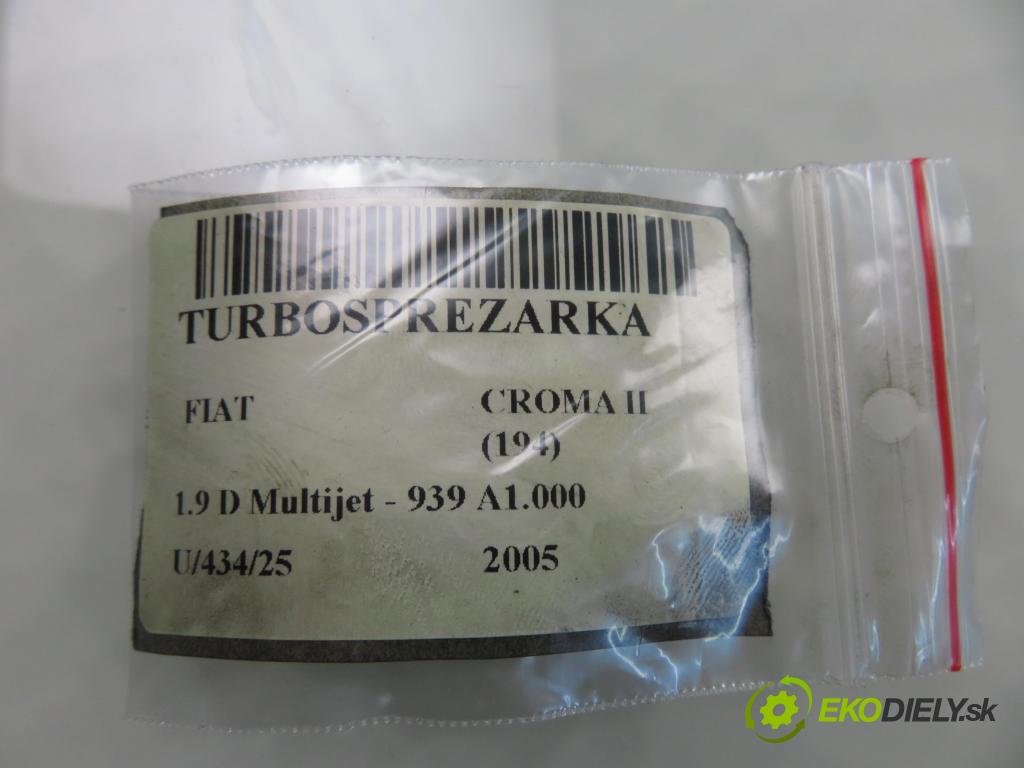 TURBOSPREZARKA
FIAT CROMA II
(194)
1.9 D Multijet - 939 A1.000
U/434/25 2005
EKODIELY.sk